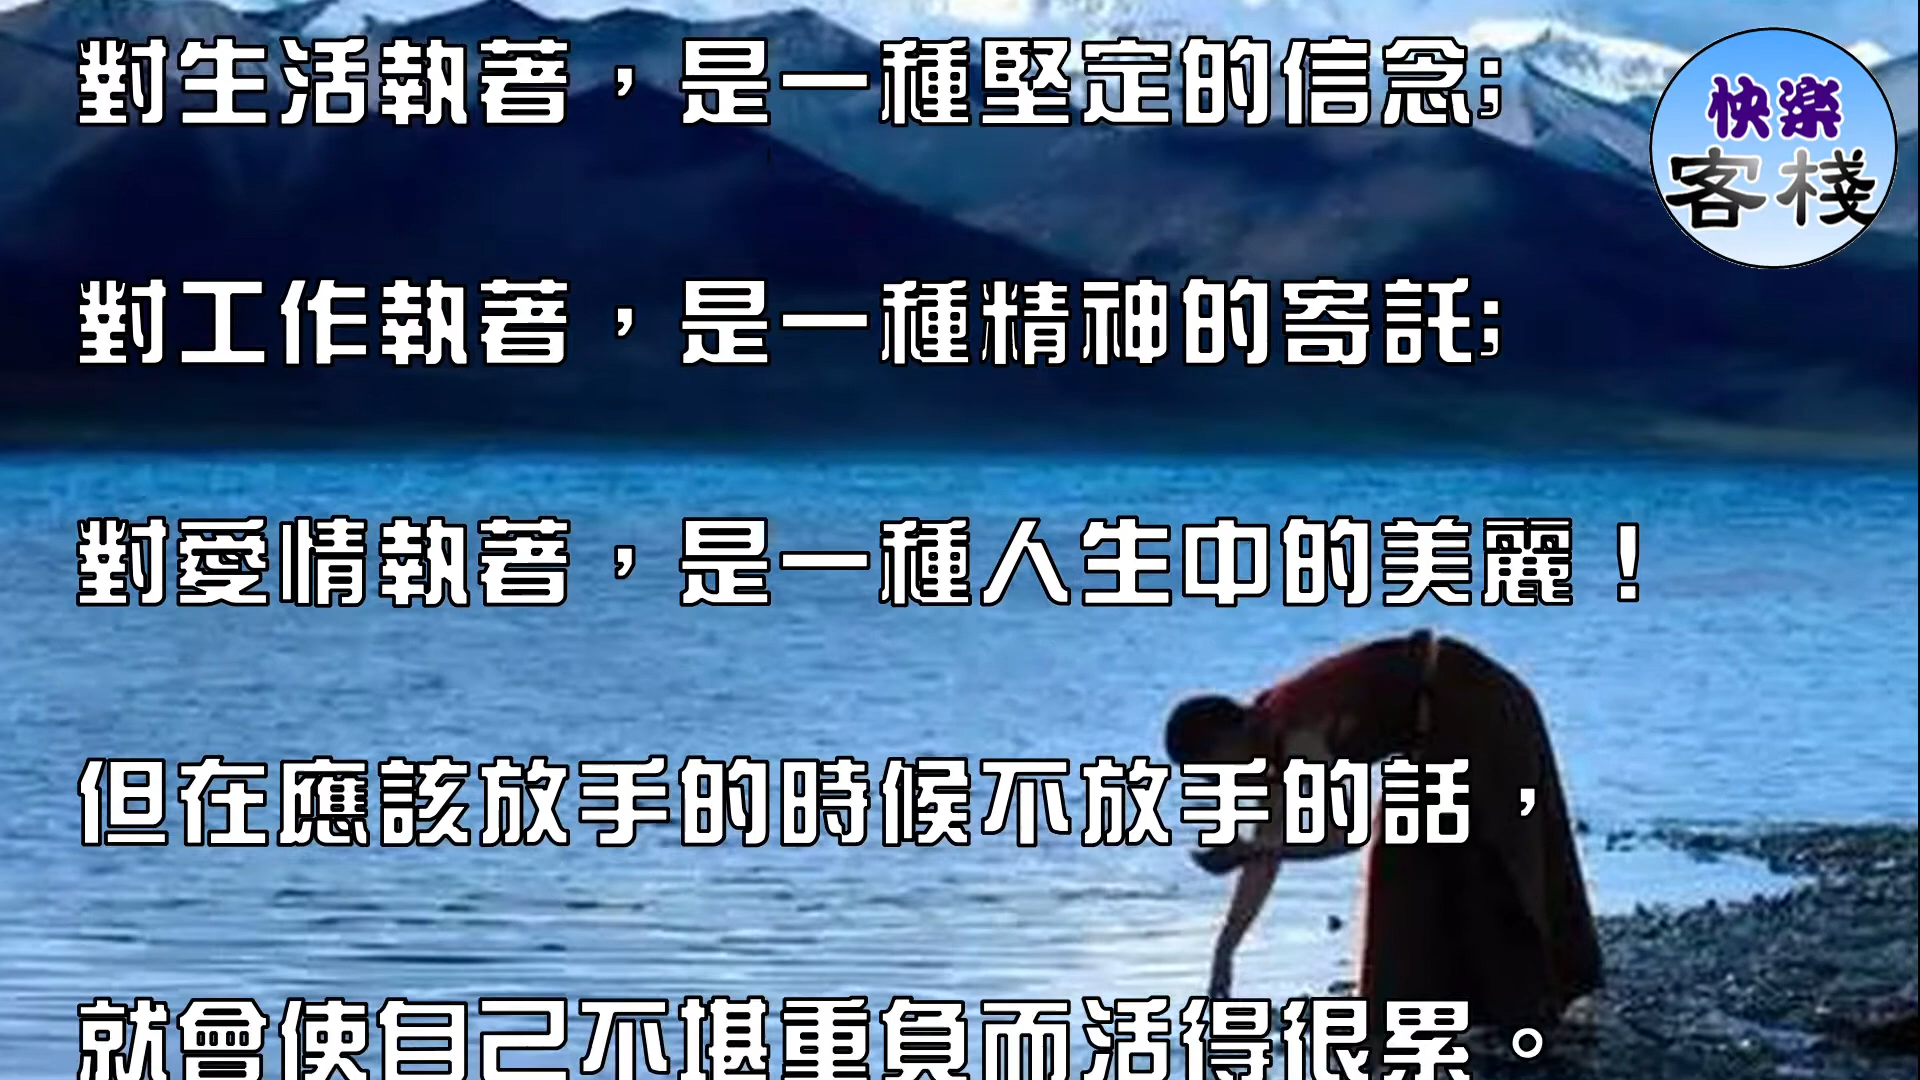 對生活執著，是一種堅定的信念;
快樂
客棧
對工作執著，是一種精神的寄託;
對愛情執著，是一種人生中的美麗！
但在應該放手的時候不放手的話，
就會使自己不堪重負而活得很累。